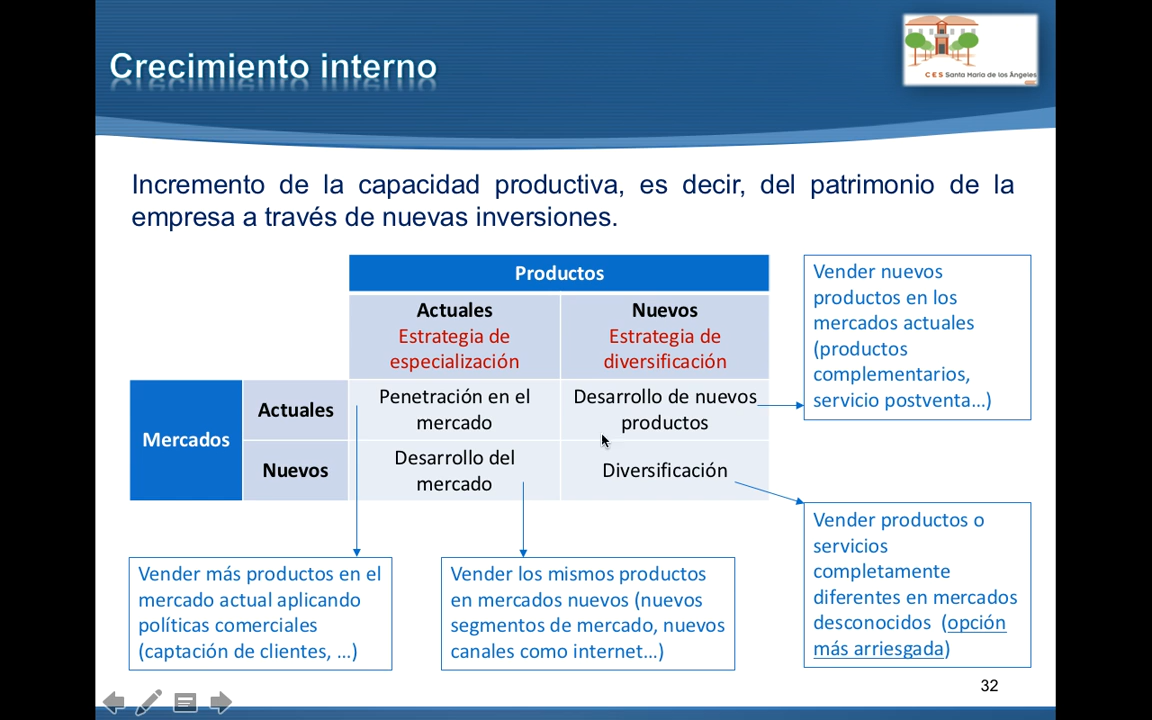 Crecimiento interno
CES Santa María de los Ángeles
Incremento de la capacidad productiva, es decir, del patrimonio de la
empresa a través de nuevas inversiones.
Productos
Actuales
Estrategia de
especialización
Nuevos
Estrategia de
diversificación
Mercados
Actuales
Penetración en el
mercado
Desarrollo de nuevos
productos
Nuevos
Desarrollo del
mercado
Diversificación
Vender nuevos
productos en los
mercados actuales
(productos
complementarios,
servicio postventa…)
Vender más productos en el
mercado actual aplicando
políticas comerciales
(captación de clientes, …)
Vender los mismos productos
en mercados nuevos (nuevos
segmentos de mercado, nuevos
canales como internet…)
Vender productos o
servicios
completamente
diferentes en mercados
desconocidos (opción
más arriesgada)
32